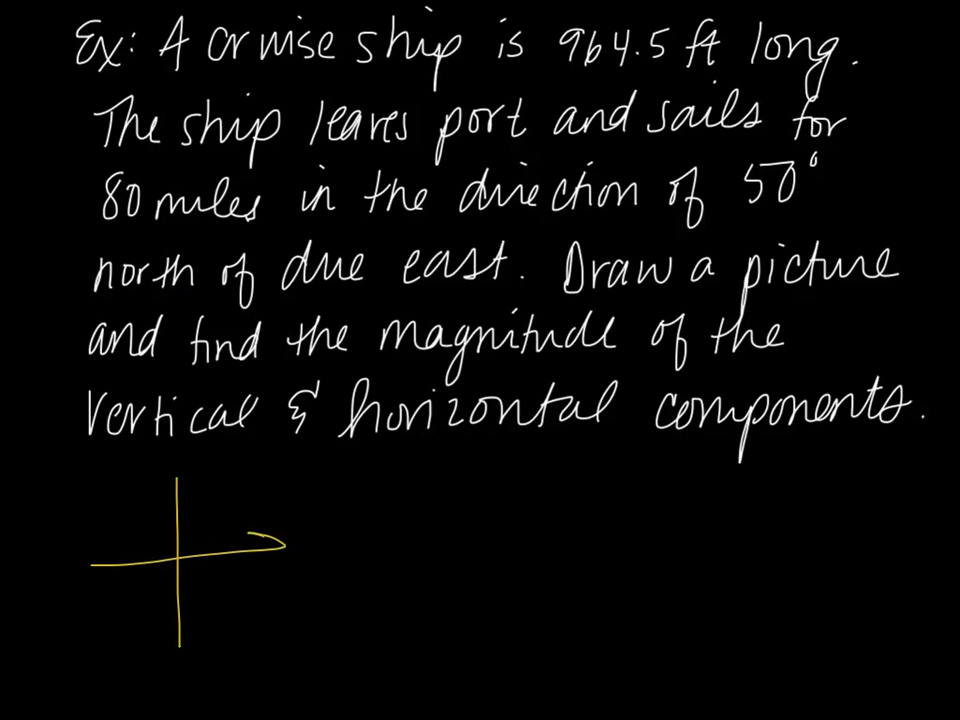 Ex: A cruise ship is 964.5 ft long.
The ship leaves port and sails for
80 miles in the direction of 50°
north of due east. Draw a picture
and find the magnitude of the
vertical & horizontal components.